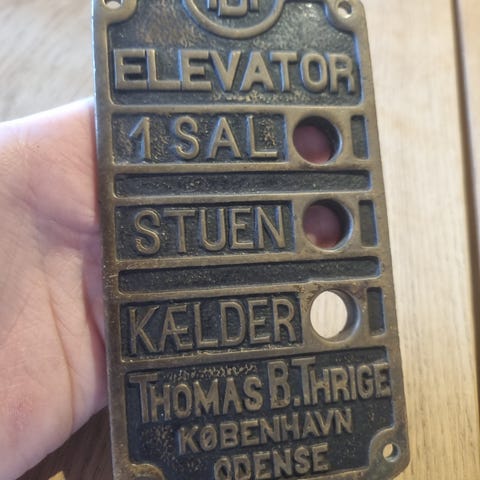 ELEVATOR
1 SAL
STUEN
KÆLDER
THOMAS B. THRIGE
KØBENHAVN
ODENSE